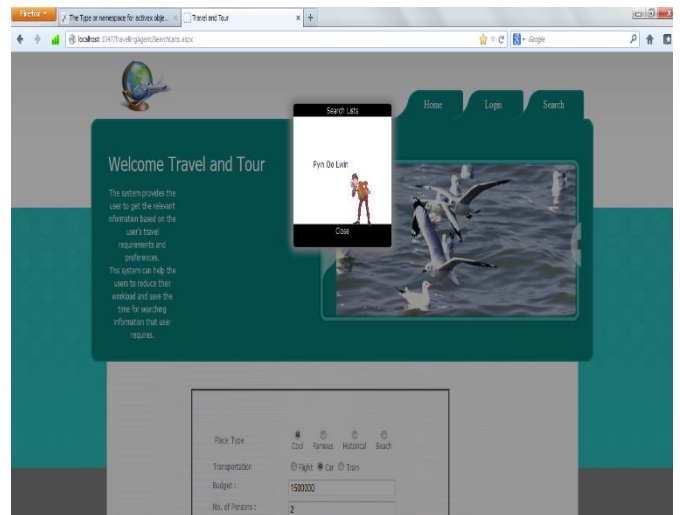 Firefox
The Type or namespace for activex obje...
Travel and Tour
localhost:1047/TravellingAgent/SearchLists.aspx
Google
Home
Login
Search
Search Lists
Pyin Oo Lwin
Close
Welcome Travel and Tour
The system provides the
user to get the relevant
information based on the
user's travel
requirements and
preferences.
This system can help the
users to reduce their
workload and save the
time for searching
information that user
requires.
Place Type
Cool Famous Historical Beach
Transportation
Flight Car Train
Budget :
1500000
No. of Persons :
2